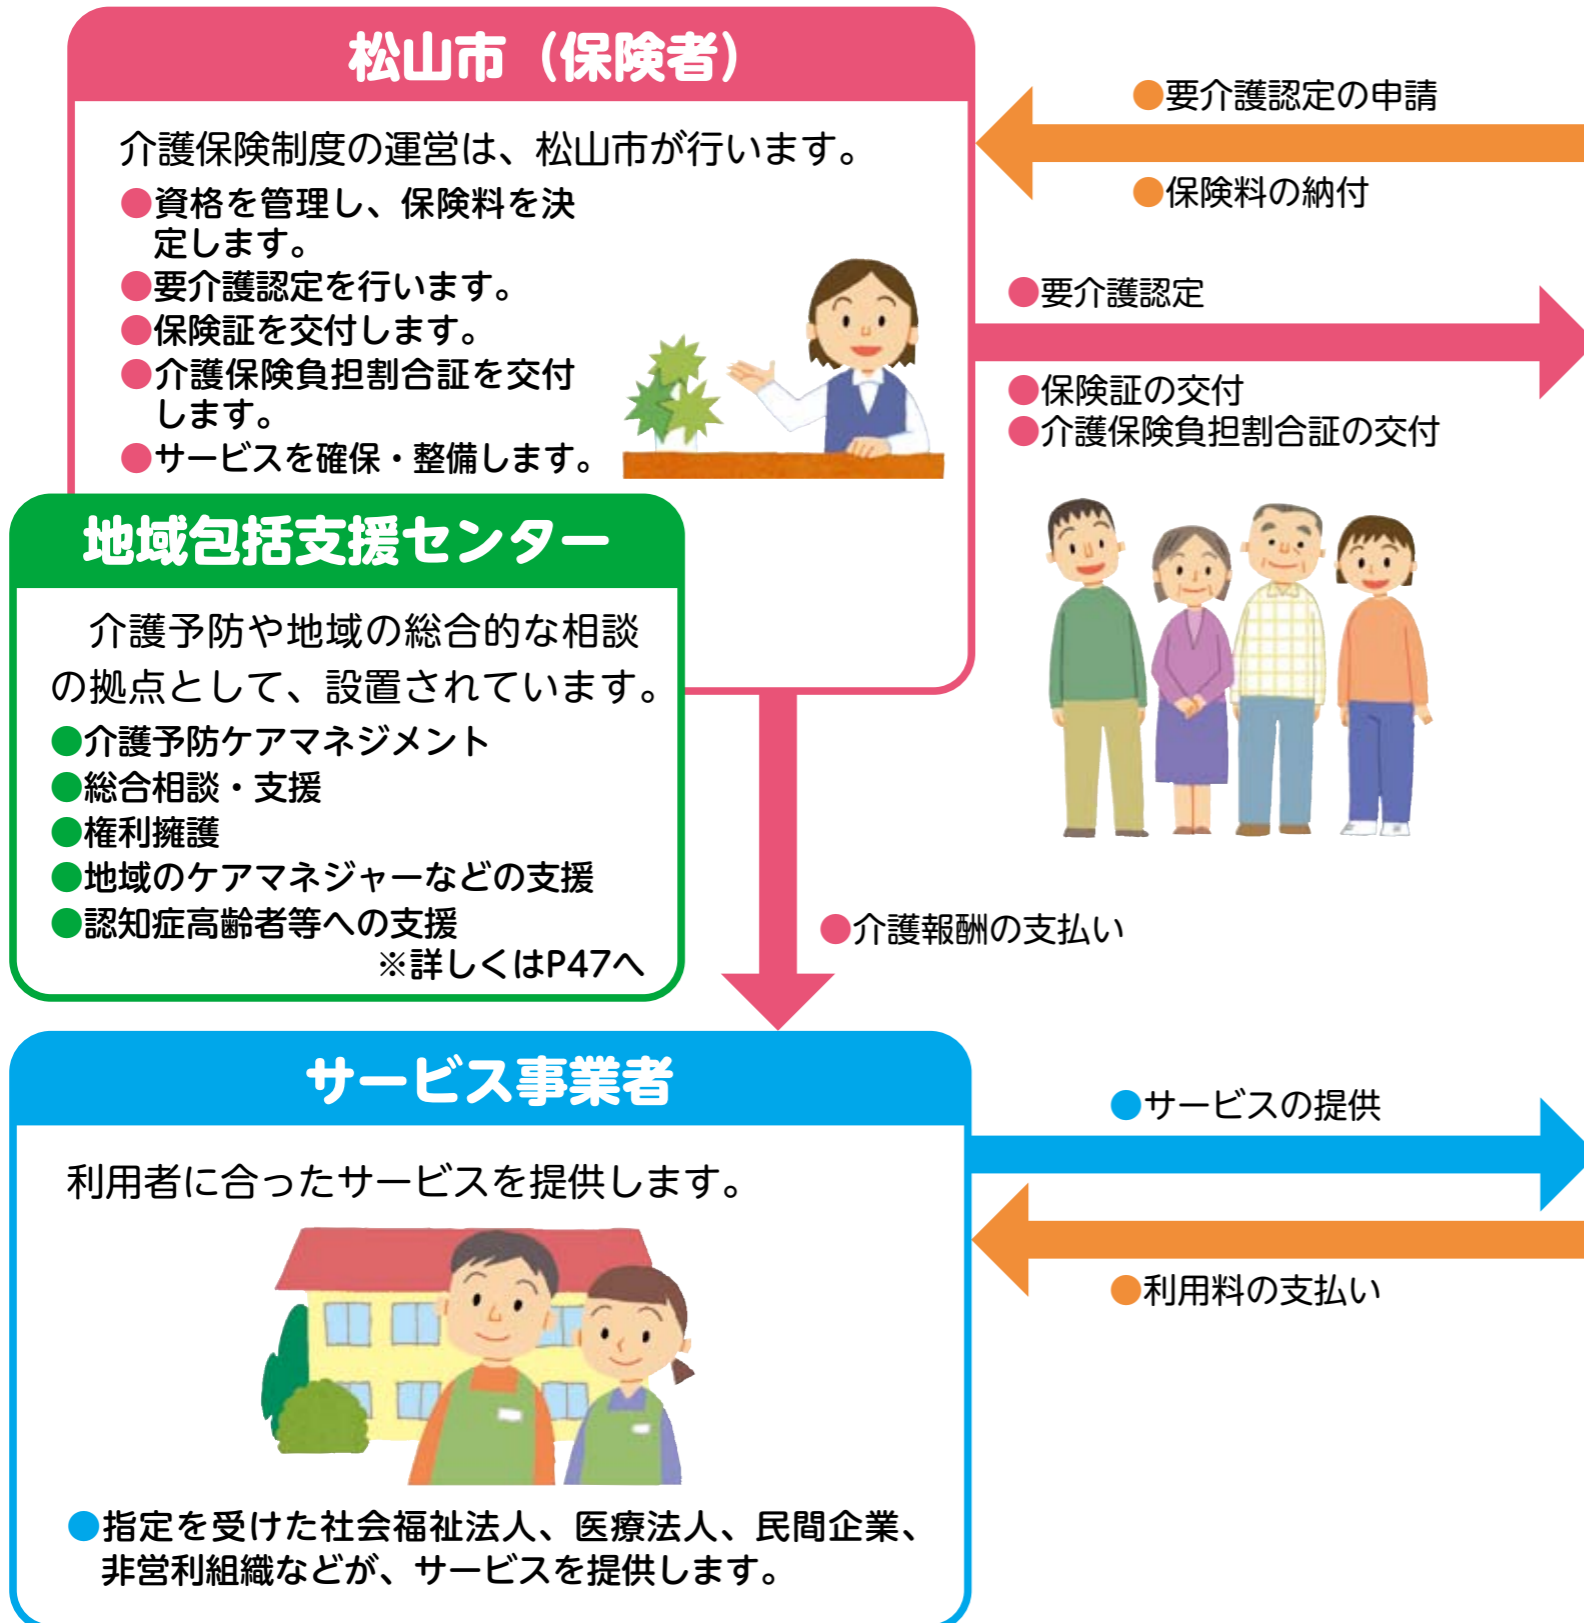 松山市（保険者）
介護保険制度の運営は、松山市が行います。
●資格を管理し、保険料を決
定します。
●要介護認定を行います。
●保険証を交付します。
●介護保険負担割合証を交付
します。
●サービスを確保・整備します。
●要介護認定の申請
●保険料の納付
●要介護認定
●保険証の交付
●介護保険負担割合証の交付
地域包括支援センター
介護予防や地域の総合的な相談
の拠点として、設置されています。
●介護予防ケアマネジメント
●総合相談・支援
●権利擁護
●地域のケアマネジャーなどの支援
●認知症高齢者等への支援
※詳しくはP47へ
●介護報酬の支払い
サービス事業者
利用者に合ったサービスを提供します。
●指定を受けた社会福祉法人、医療法人、民間企業、
非営利組織などが、サービスを提供します。
●サービスの提供
●利用料の支払い